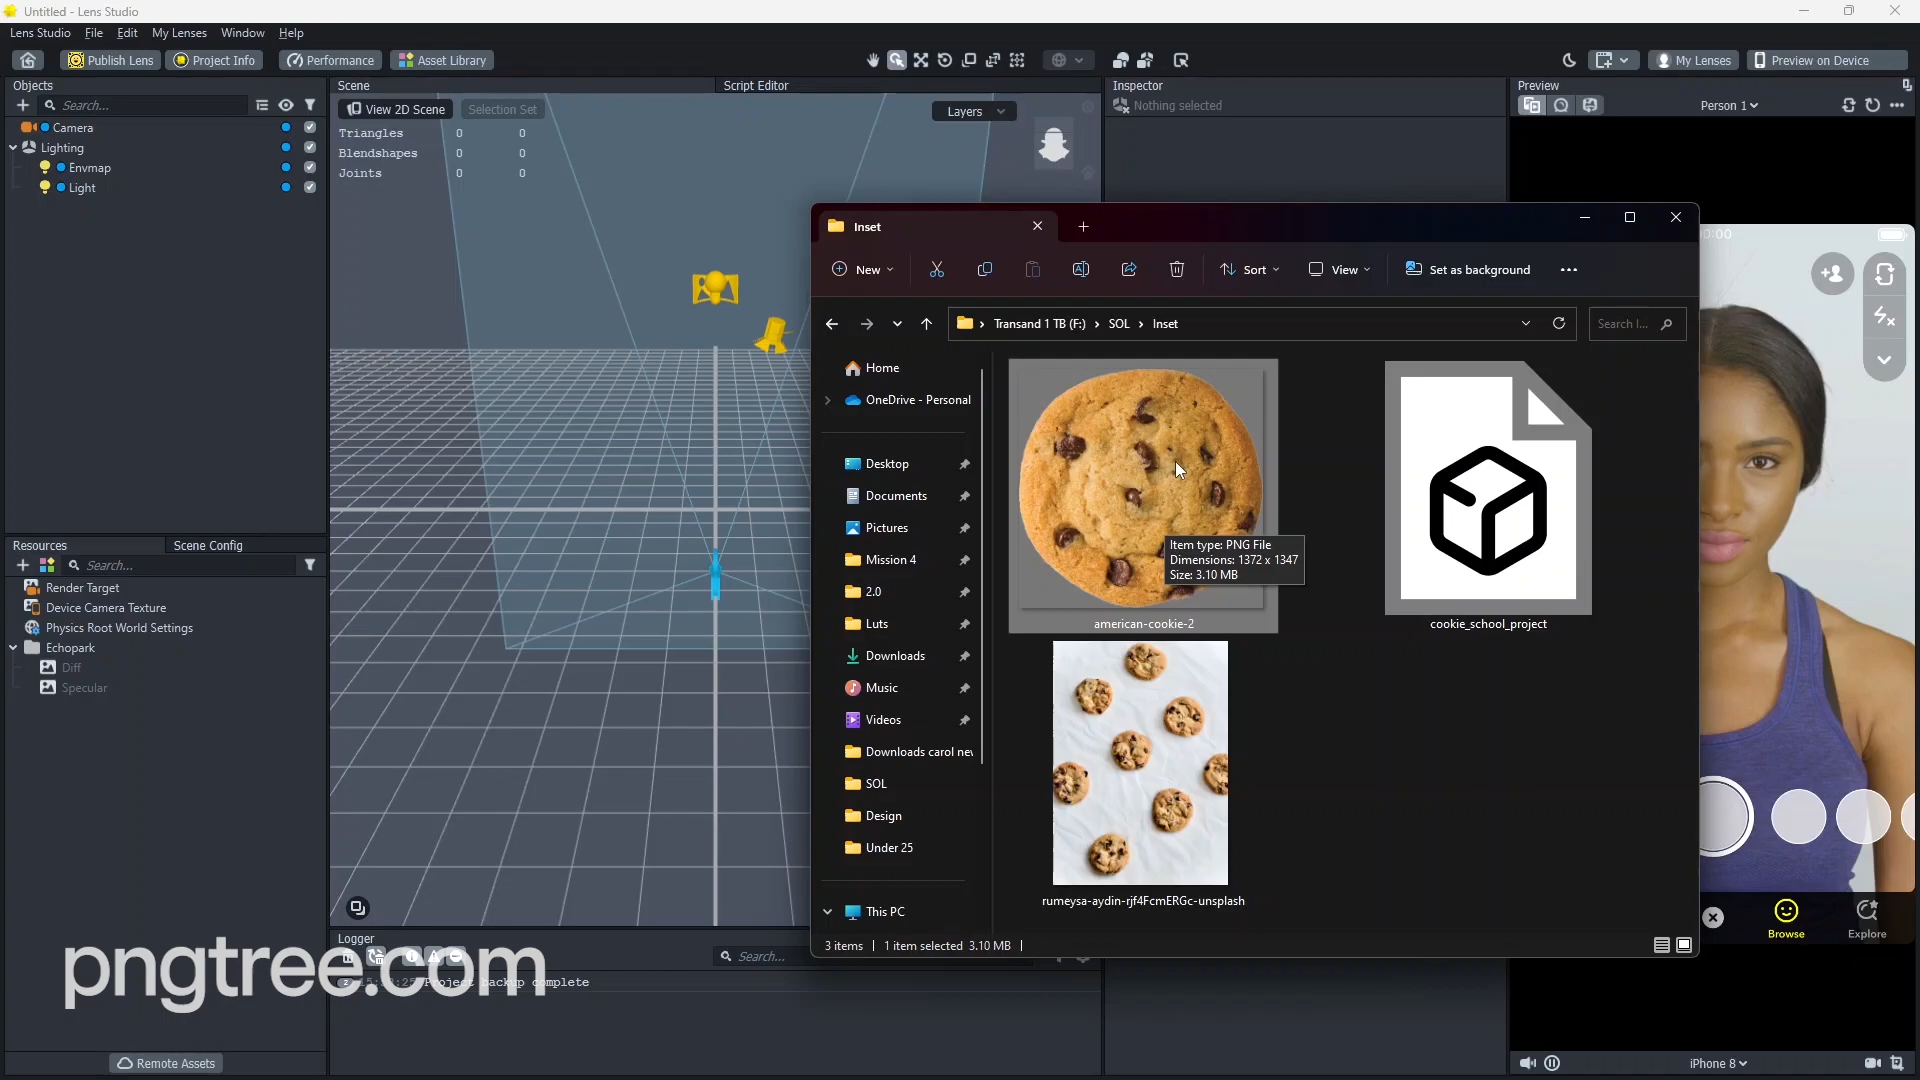 Untitled - Lens Studio
Lens Studio File Edit My Lenses Window Help
Publish Lens Project Info Performance Asset Library My Lenses Preview on Device
Objects
Search...
Camera
Lighting
Envmap
Light
Scene Script Editor
View 2D Scene Selection Set Layers
Triangles 0 0
Blendshapes 0 0
Joints 0 0
Inspector
Nothing selected
Preview
Person 1
Inset
New Sort View Set as background
Transand 1 TB (F:) SOL Inset
Search I...
Home
OneDrive - Personal
Desktop
Documents
Pictures
Mission 4
2.0
Luts
Downloads
Music
Videos
Downloads carol nev
SOL
Design
Under 25
This PC
Item type: PNG File
Dimensions: 1372 x 1347
Size: 3.10 MB
american-cookie-2
cookie_school_project
rumeysa-aydin-rjf4FcmERGc-unsplash
3 items 1 item selected 3.10 MB
Resources Scene Config
Search...
Render Target
Device Camera Texture
Physics Root World Settings
Echopark
Diff
Specular
Remote Assets
Logger
Search...
Project backup complete
pngtree.com
Browse Explore
iPhone 8